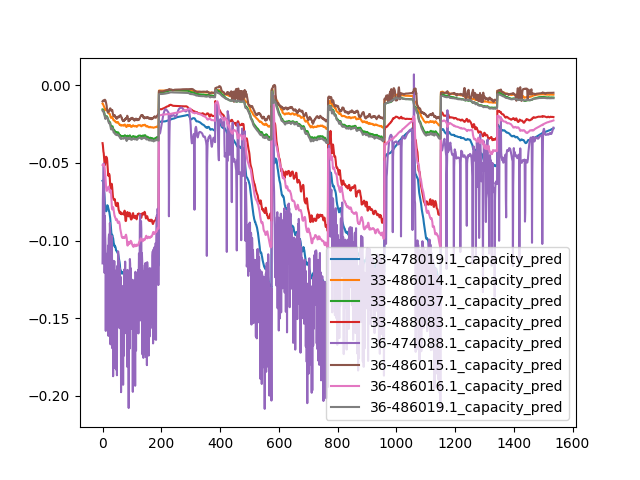 0.00
−0.05
−0.10
−0.15
−0.20
33-478019.1_capacity_pred
33-486014.1_capacity_pred
33-486037.1_capacity_pred
33-488083.1_capacity_pred
36-474088.1_capacity_pred
36-486015.1_capacity_pred
36-486016.1_capacity_pred
36-486019.1_capacity_pred
0 200 400 600 800 1000 1200 1400 1600